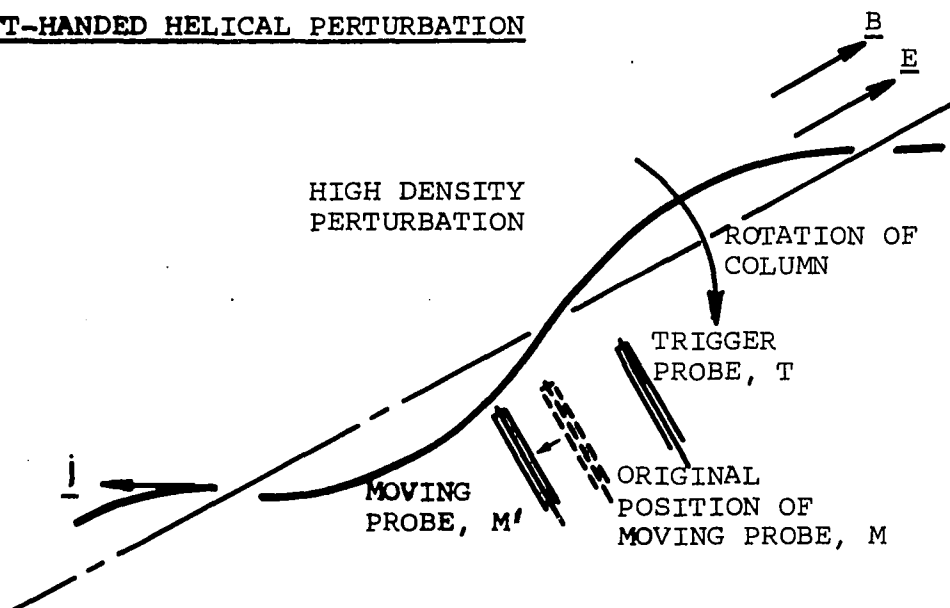 T-HANDED HELICAL PERTURBATION
B
E
HIGH DENSITY
PERTURBATION
ROTATION OF
COLUMN
TRIGGER
PROBE, T
j
MOVING
PROBE, M'
ORIGINAL
POSITION OF
MOVING PROBE, M